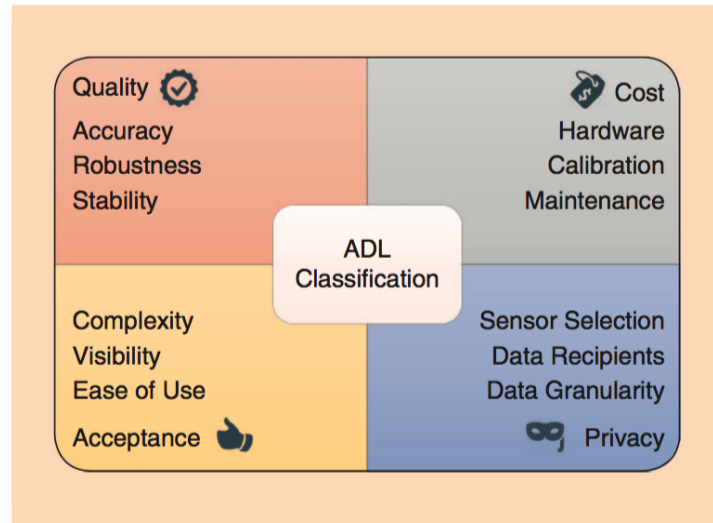 Quality
Accuracy
Robustness
Stability
Cost
Hardware
Calibration
Maintenance
ADL
Classification
Complexity
Visibility
Ease of Use
Acceptance
Sensor Selection
Data Recipients
Data Granularity
Privacy